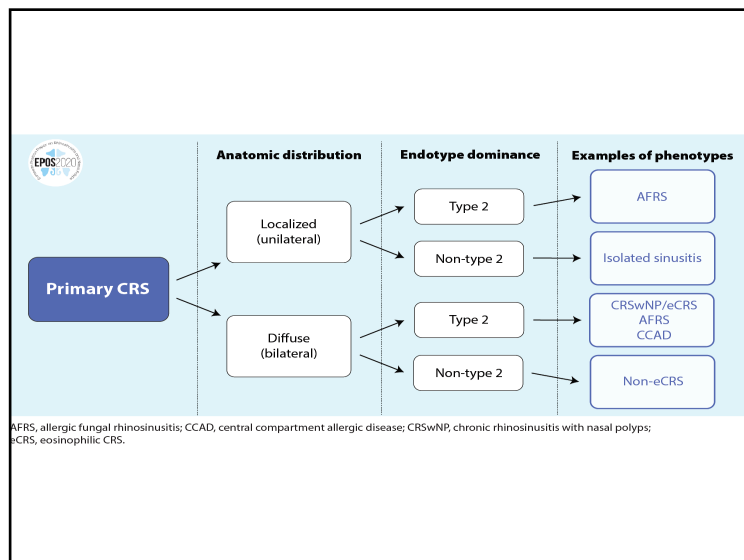 EPOS2020
Anatomic distribution
Endotype dominance
Examples of phenotypes
Primary CRS
Localized
(unilateral)
Type 2
AFRS
Non-type 2
Isolated sinusitis
Diffuse
(bilateral)
Type 2
CRSwNP/eCRS
AFRS
CCAD
Non-type 2
Non-eCRS
AFRS, allergic fungal rhinosinusitis; CCAD, central compartment allergic disease; CRSwNP, chronic rhinosinusitis with nasal polyps;
eCRS, eosinophilic CRS.